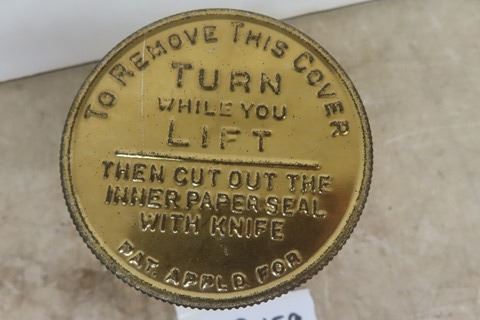 TO REMOVE THIS COVER
TURN
WHILE YOU
LIFT
THEN CUT OUT THE
INNER PAPER SEAL
WITH KNIFE
PAT. APPLD FOR